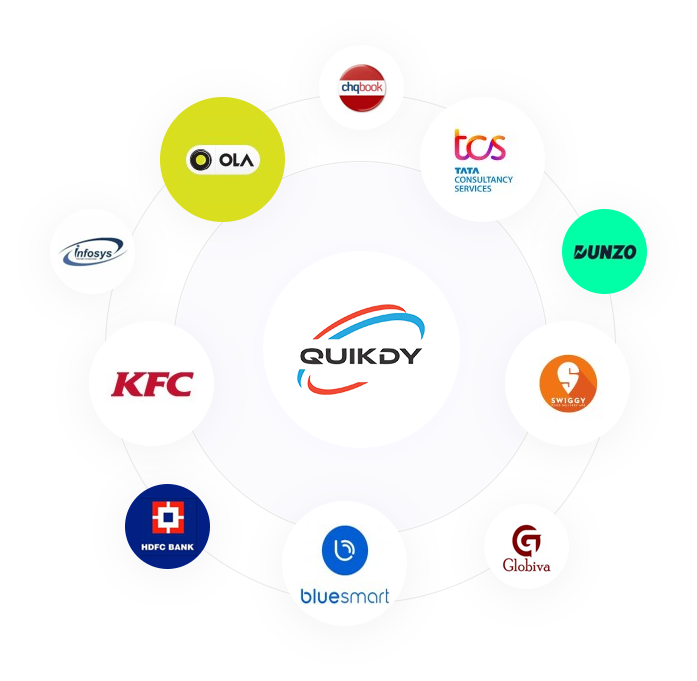 chqbook
OLA
tcs
TATA
CONSULTANCY
SERVICES
Infosys
DUNZO
QUIKDY
KFC
SWIGGY
HDFC BANK
bluesmart
Globiva